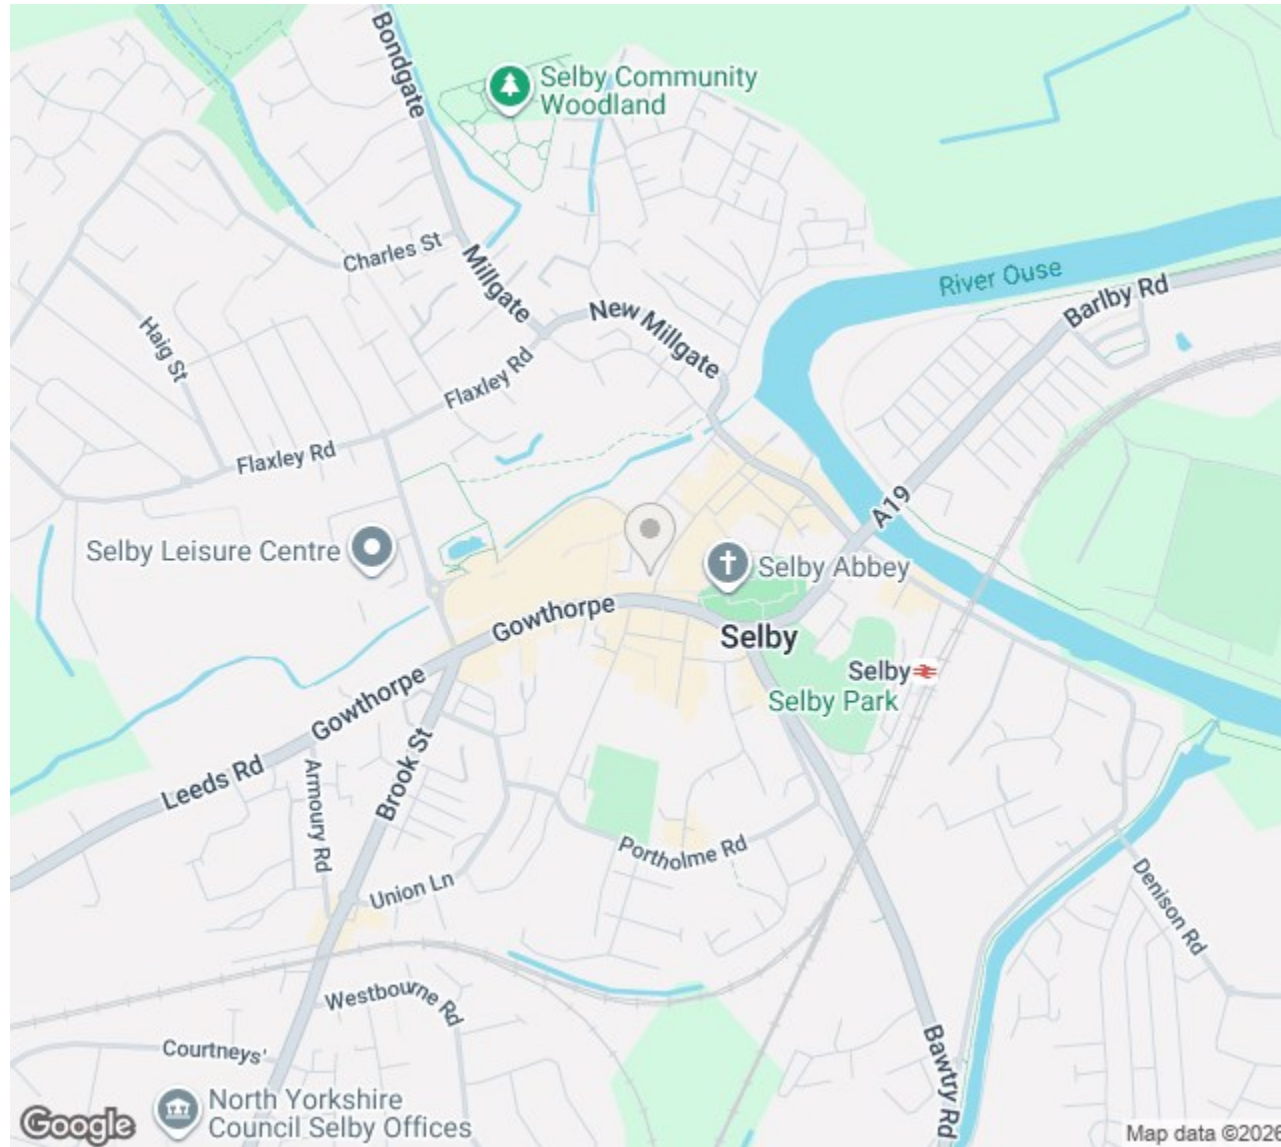 Bondgate
Selby Community
Woodland
Charles St
Millgate
River Ouse
Barlby Rd
New Millgate
Haig St
Flaxley Rd
Flaxley Rd
A19
Selby Leisure Centre
Selby Abbey
Gowthorpe
Selby
Selby
Selby Park
Gowthorpe
Leeds Rd
Brook St
Armoury Rd
Portholme Rd
Union Ln
Denison Rd
Westbourne Rd
Courtneys'
Bawtry Rd
North Yorkshire
Council Selby Offices
Google
Map data ©2026